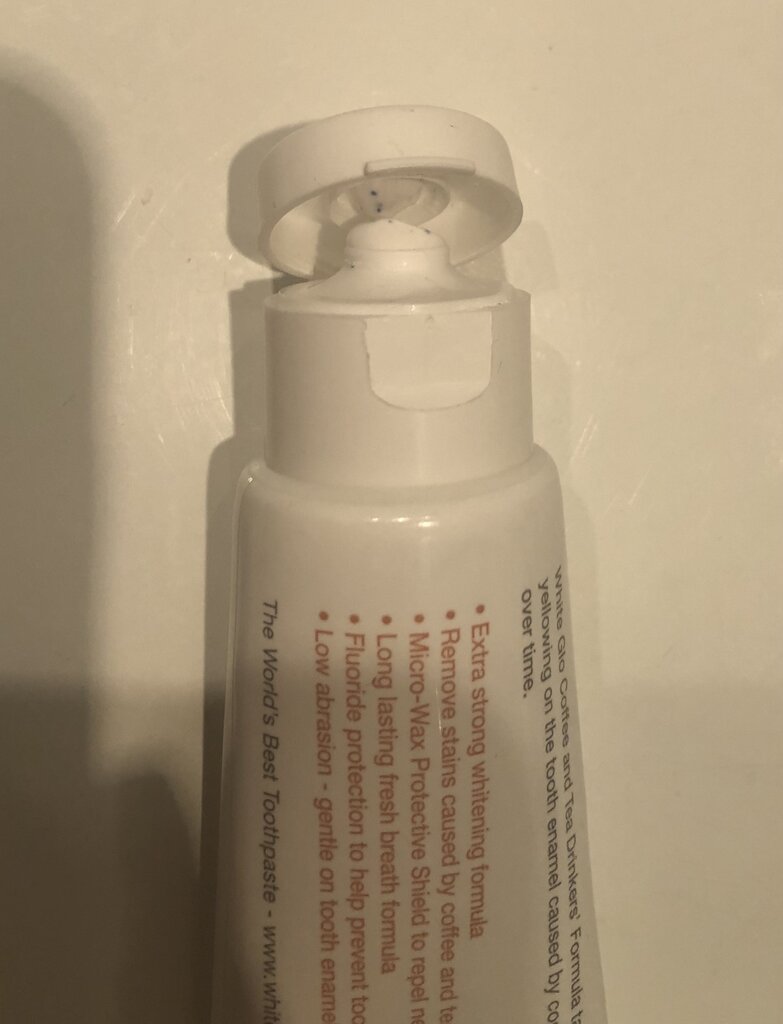 White Glo Coffee and Tea Drinkers' Formula
yellowing on the tooth enamel caused by
over time.
• Extra strong whitening formula
• Remove stains caused by coffee and
• Micro-Wax Protective Shield to repel
• Long lasting fresh breath formula
• Fluoride protection to help prevent
• Low abrasion - gentle on tooth
The World's Best Toothpaste -